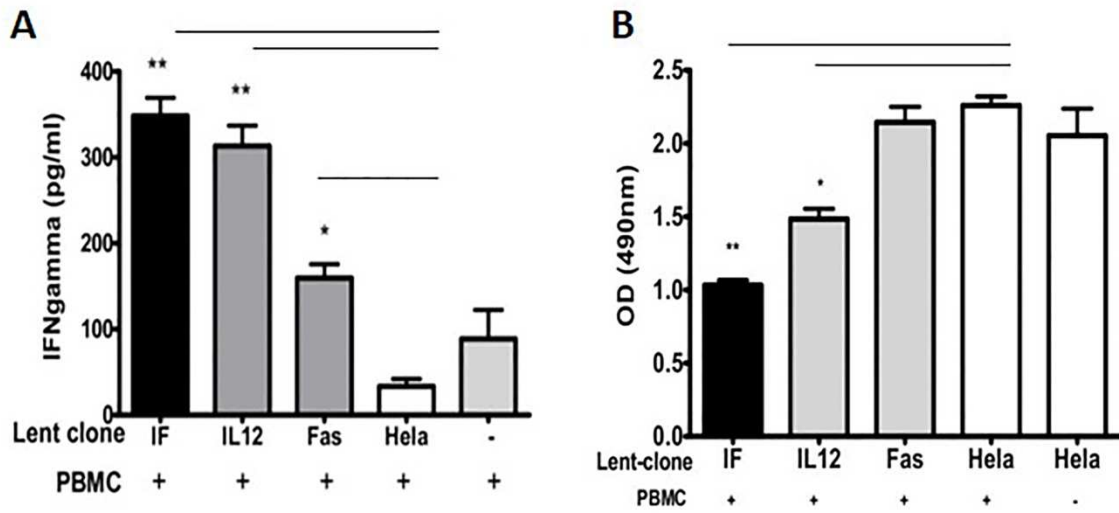 A
IFNgamma (pg/ml)
400
**
**
300
200
*
100
0
Lent clone IF IL12 Fas Hela -
PBMC + + + + +
B
OD (490nm)
2.5
2.0
*
1.5
**
1.0
0.5
0.0
Lent-clone IF IL12 Fas Hela Hela
PBMC + + + + -